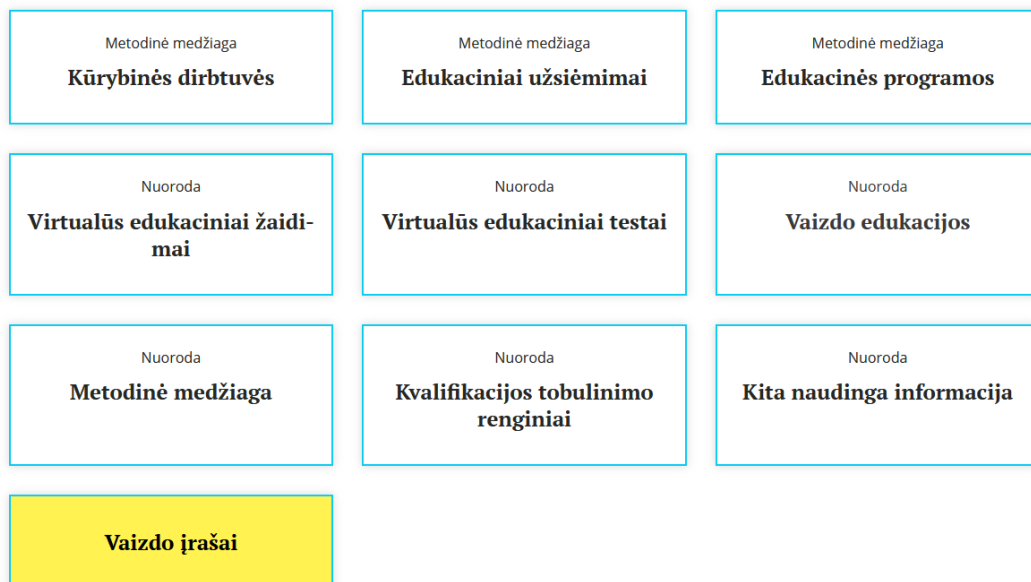 Metodinė medžiaga
Kūrybinės dirbtuvės
Metodinė medžiaga
Edukaciniai užsiėmimai
Metodinė medžiaga
Edukacinės programos
Nuoroda
Virtualūs edukaciniai žaidi-
mai
Nuoroda
Virtualūs edukaciniai testai
Nuoroda
Vaizdo edukacijos
Nuoroda
Metodinė medžiaga
Nuoroda
Kvalifikacijos tobulinimo
renginiai
Nuoroda
Kita naudinga informacija
Vaizdo įrašai